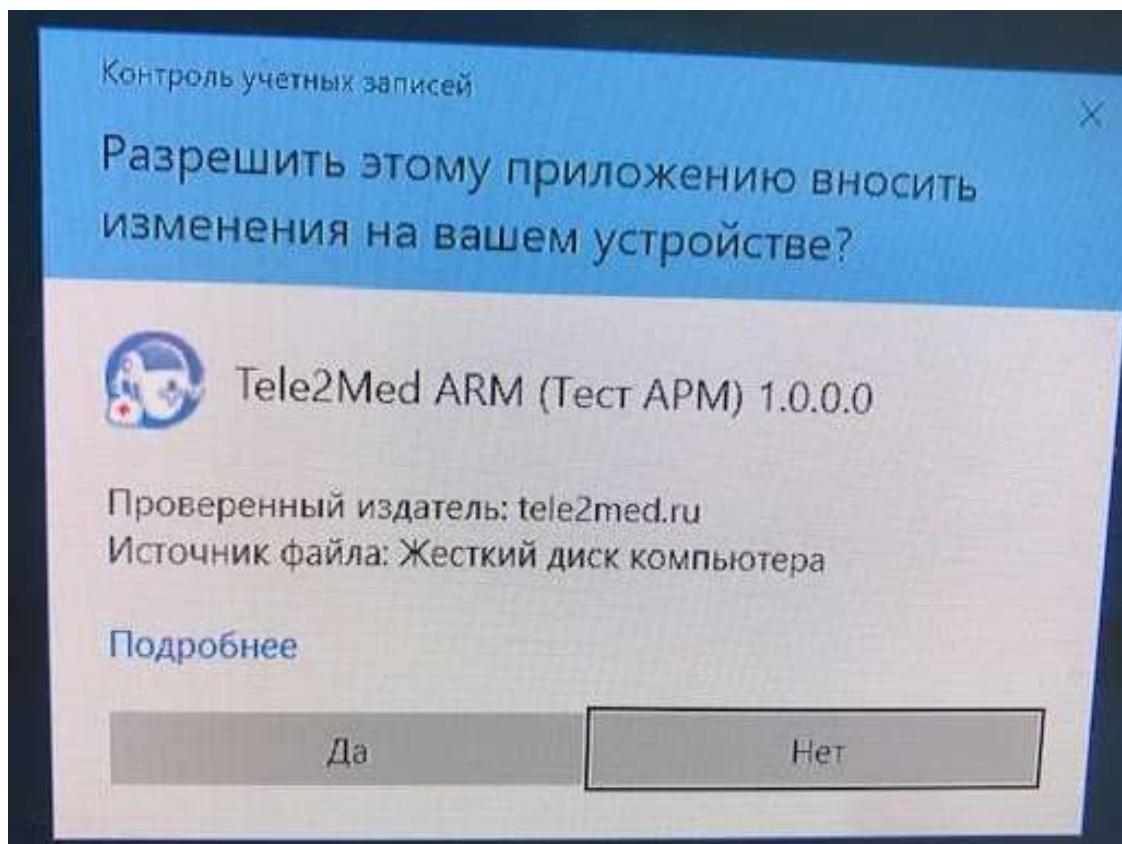 Контроль учетных записей
Разрешить этому приложению вносить
изменения на вашем устройстве?
Tele2Med ARM (Тест АРМ) 1.0.0.0
Проверенный издатель: tele2med.ru
Источник файла: Жесткий диск компьютера
Подробнее
Да
Нет